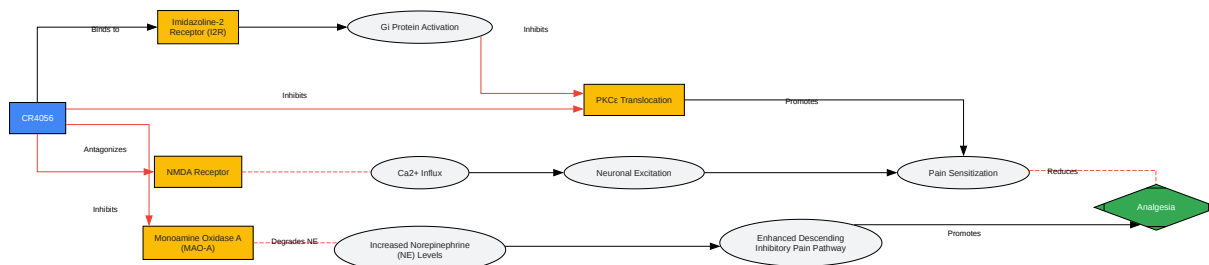 Binds to
Imidazoline-2
Receptor (I2R)
Gi Protein Activation
Inhibits
Inhibits
PKCε Translocation
Promotes
CR4056
Antagonizes
NMDA Receptor
Ca2+ Influx
Neuronal Excitation
Pain Sensitization
Reduces
Analgesia
Inhibits
Monoamine Oxidase A
(MAO-A)
Degrades NE
Increased Norepinephrine
(NE) Levels
Enhanced Descending
Inhibitory Pain Pathway
Promotes